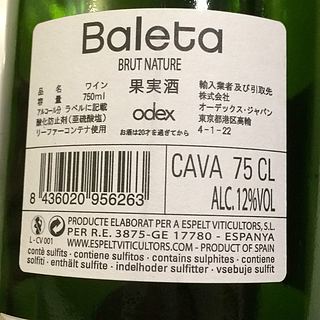 Baleta
BRUT NATURE
品名 ワイン
容量 750ml
アルコール分 ラベルに記載
酸化防止剤(亜硫酸塩)
リーファーコンテナ使用
果実酒
odex
お酒は20才を過ぎてから
輸入業者及び引取先
株式会社
オーデックス・ジャパン
東京都港区高輪
4-1-22
8 436020 956263
CAVA 75 CL
ALC. 12%VOL
L - CV 001
PRODUCTE ELABORAT PER A ESPELT VITICULTORS, S.L.
PER R.E. 3875-GE 17780 - ESPANYA
WWW.ESPELTVITICULTORS.COM - PRODUCT OF SPAIN
conté sulfits - contiene sulfitos - contains sulphites - contiene
solfiti - enthält sulfite - indelhoder sulfitter - vsebuje sulfit